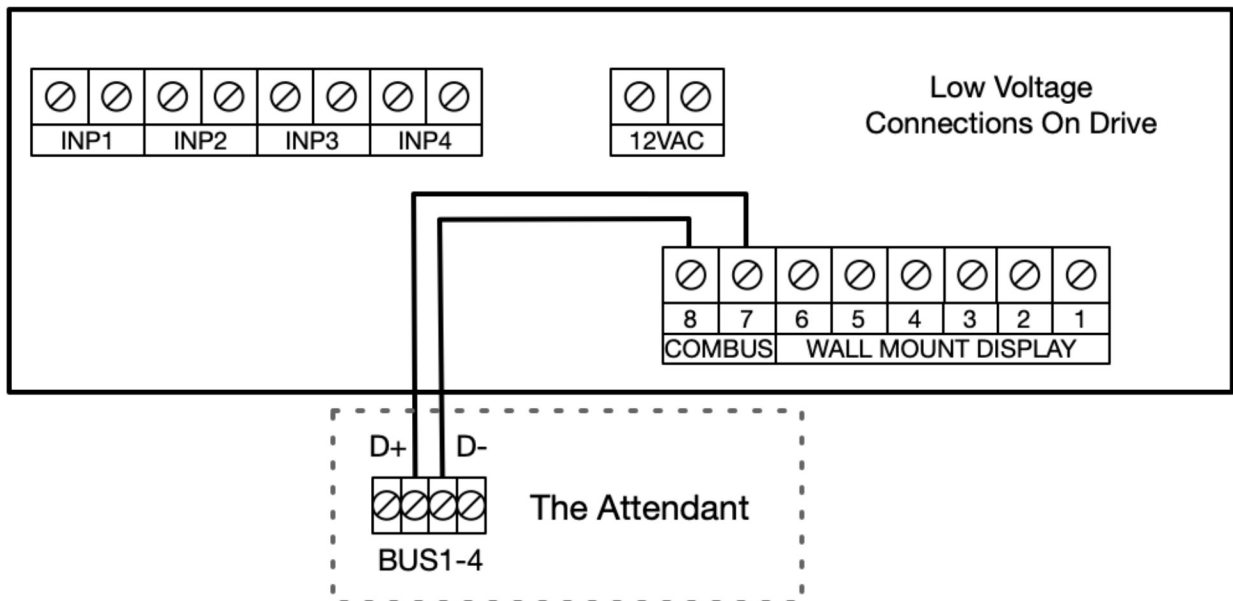 Low Voltage
Connections On Drive
INP1 INP2 INP3 INP4
12VAC
8 7 6 5 4 3 2 1
COMBUS WALL MOUNT DISPLAY
D+ D-
The Attendant
BUS1-4